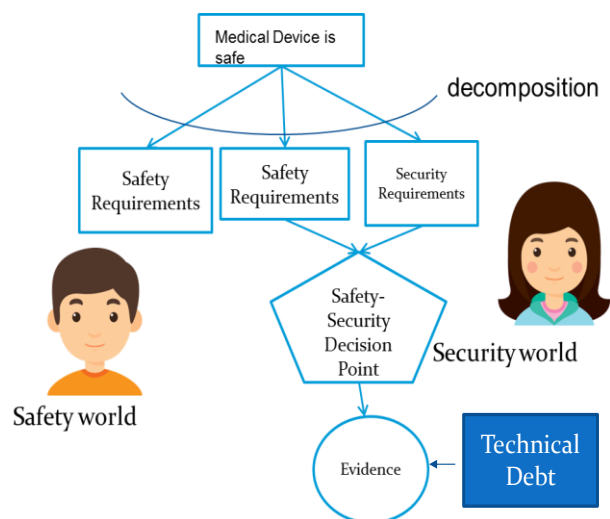 Medical Device is
safe
decomposition
Safety
Requirements
Safety
Requirements
Security
Requirements
Safety-
Security
Decision
Point
Security world
Safety world
Evidence
Technical
Debt